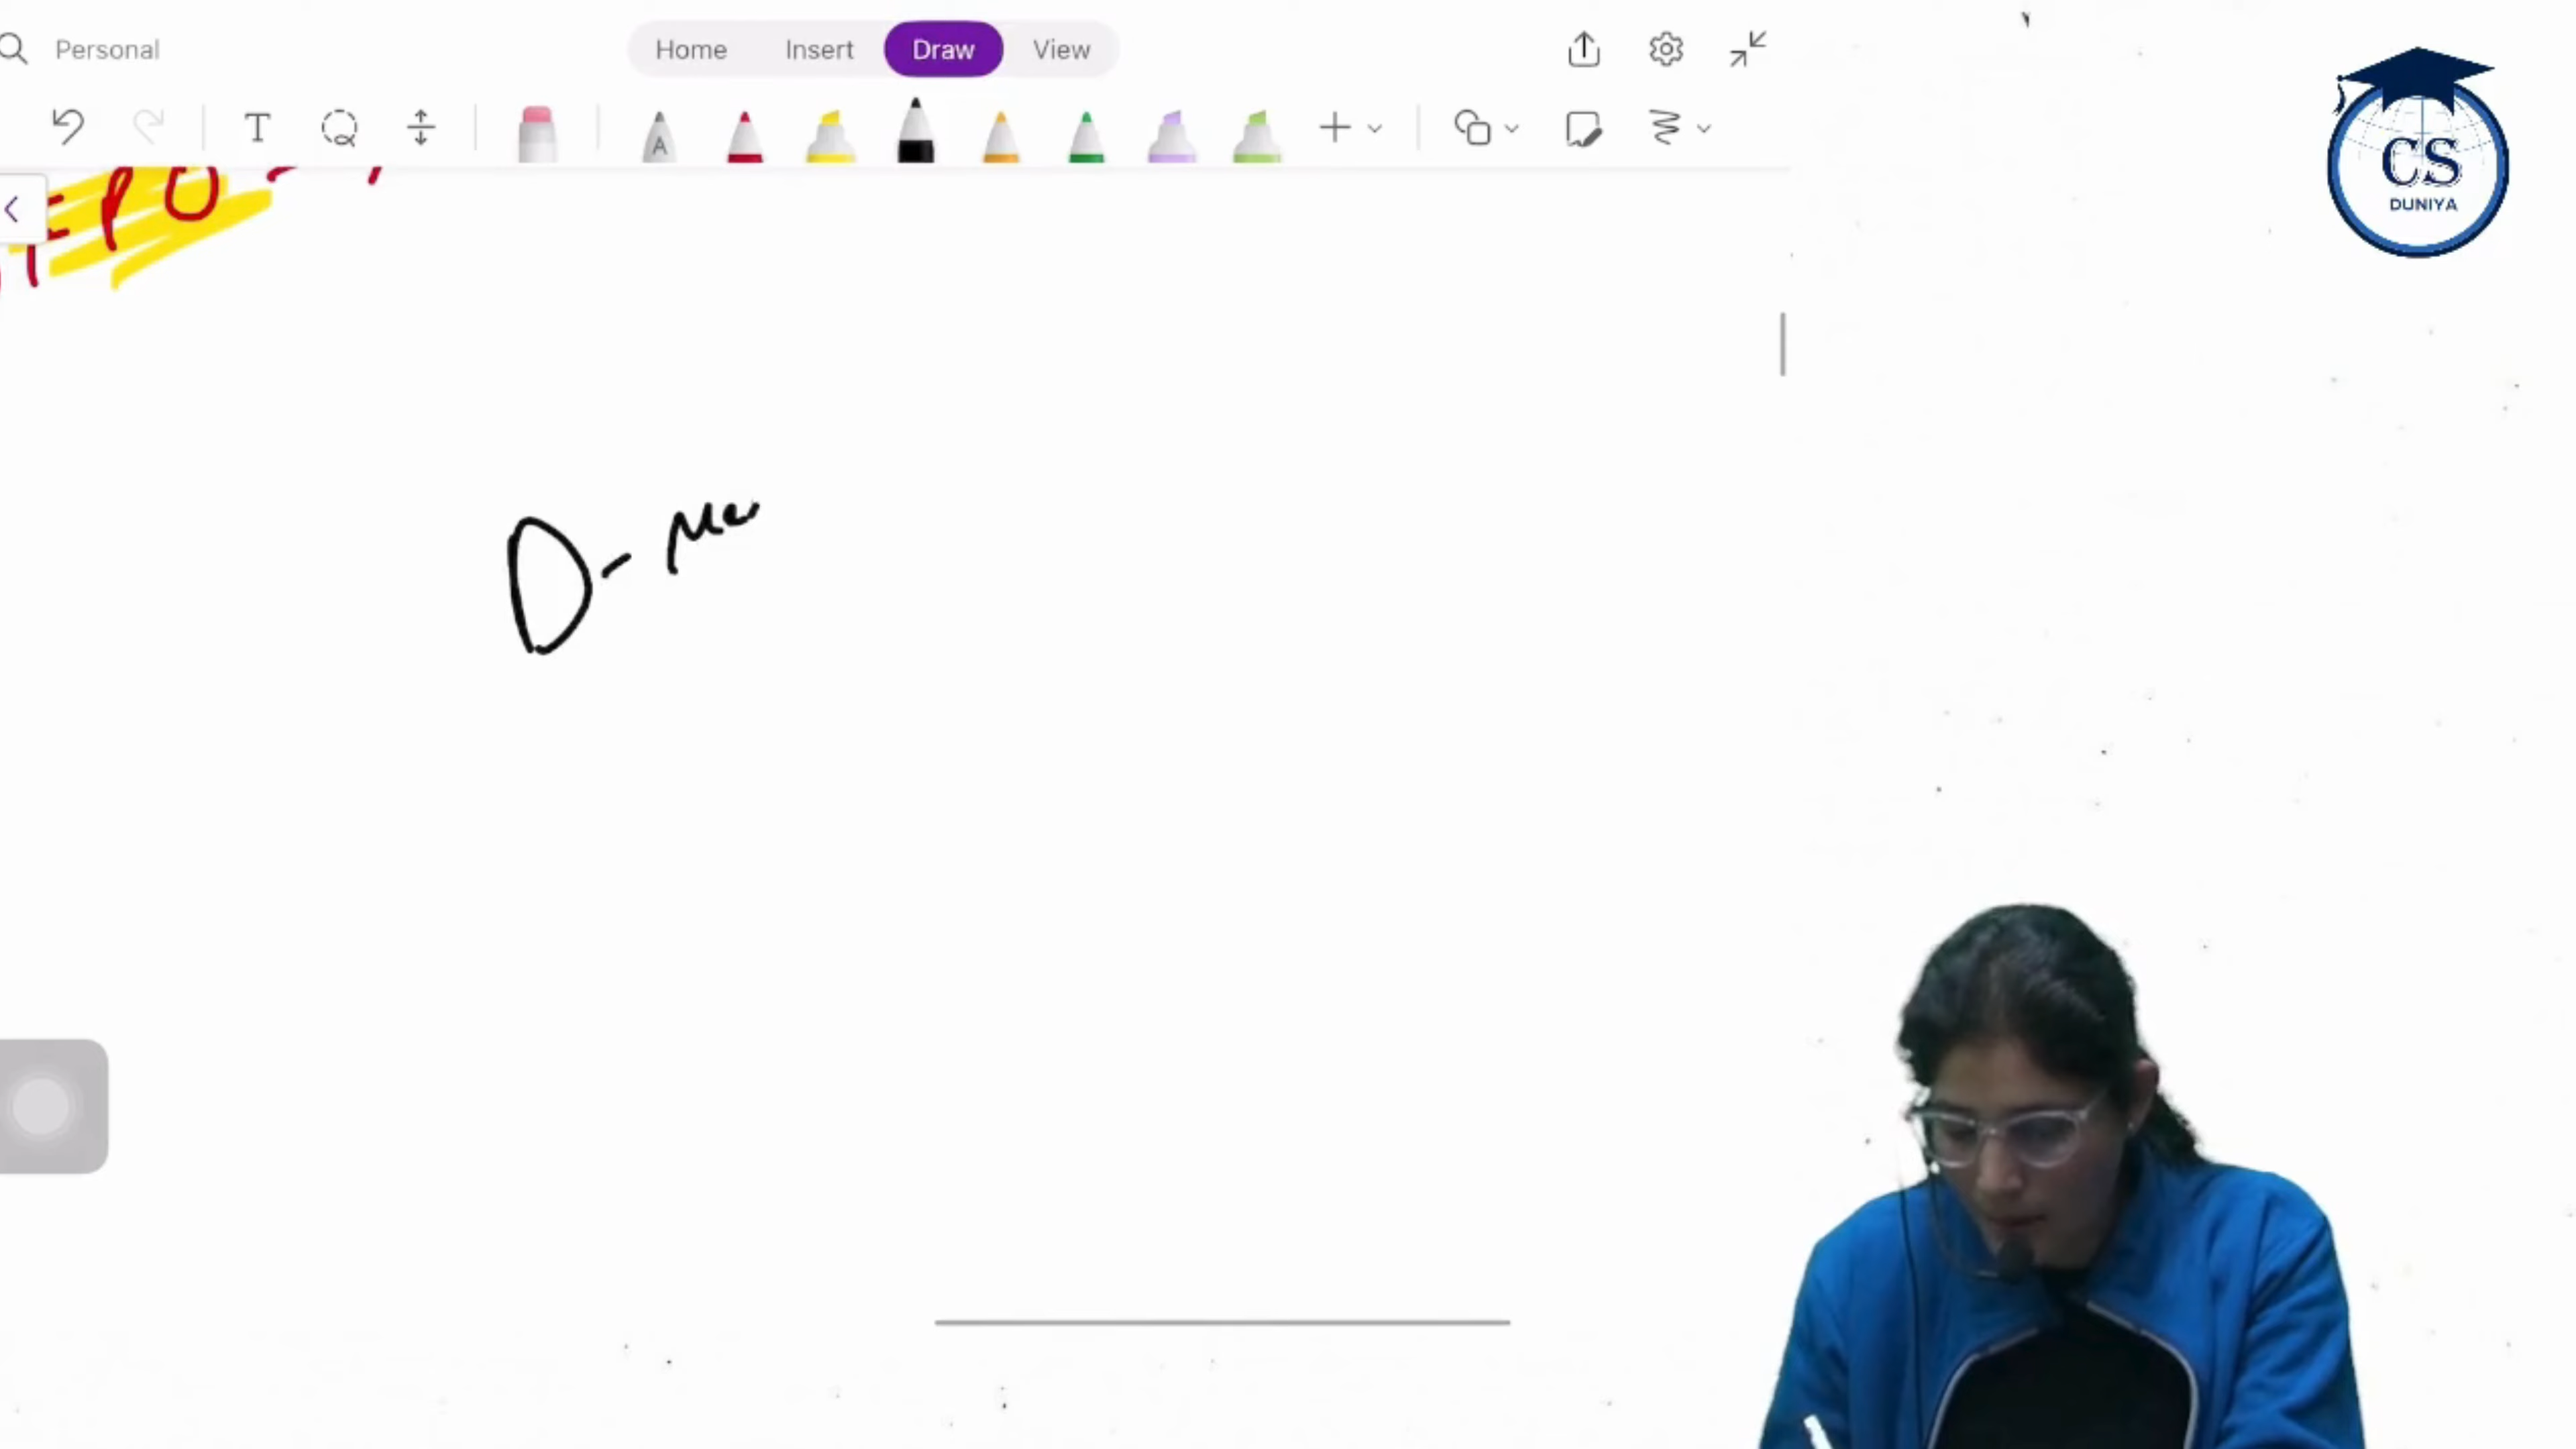 Personal
Home Insert Draw View
T
A
CS
DUNIYA
D- Me